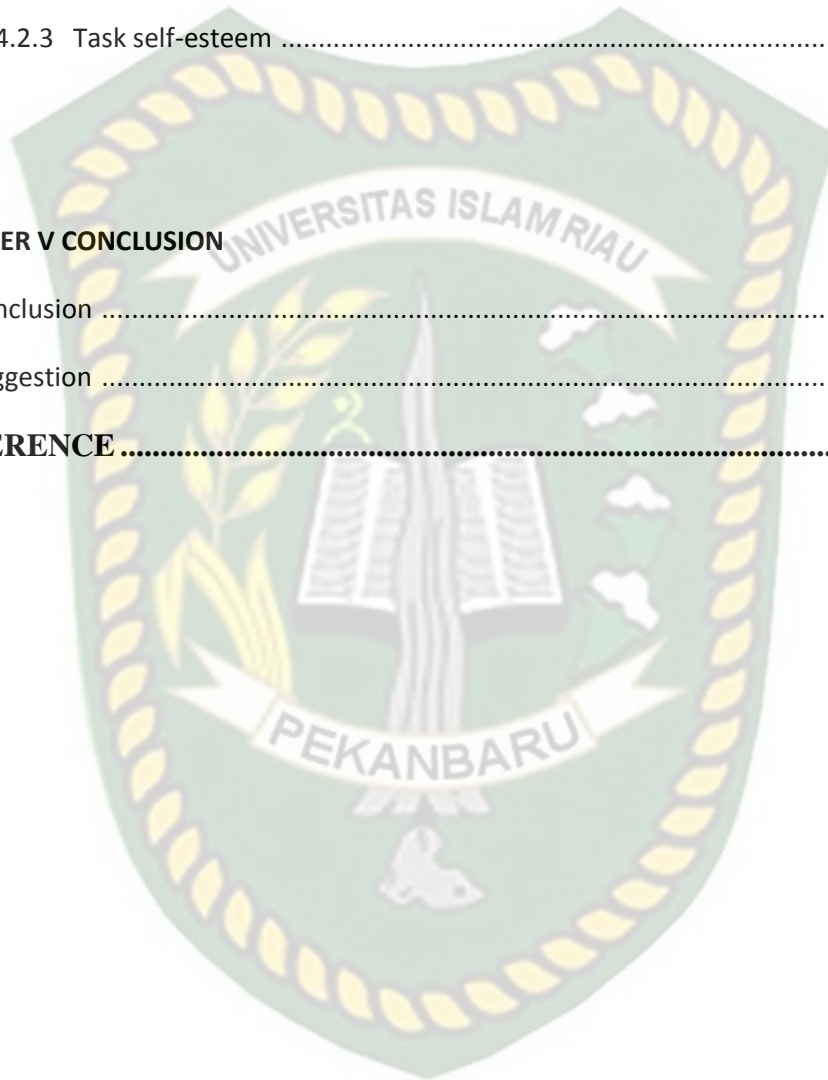 4.2.3 Task self-esteem ..........................................................................
UNIVERSITAS ISLAM RIAU
ER V CONCLUSION
nclusion ...............................................................................................
ggestion ...............................................................................................
ERENCE .........................................................................................
PEKANBARU